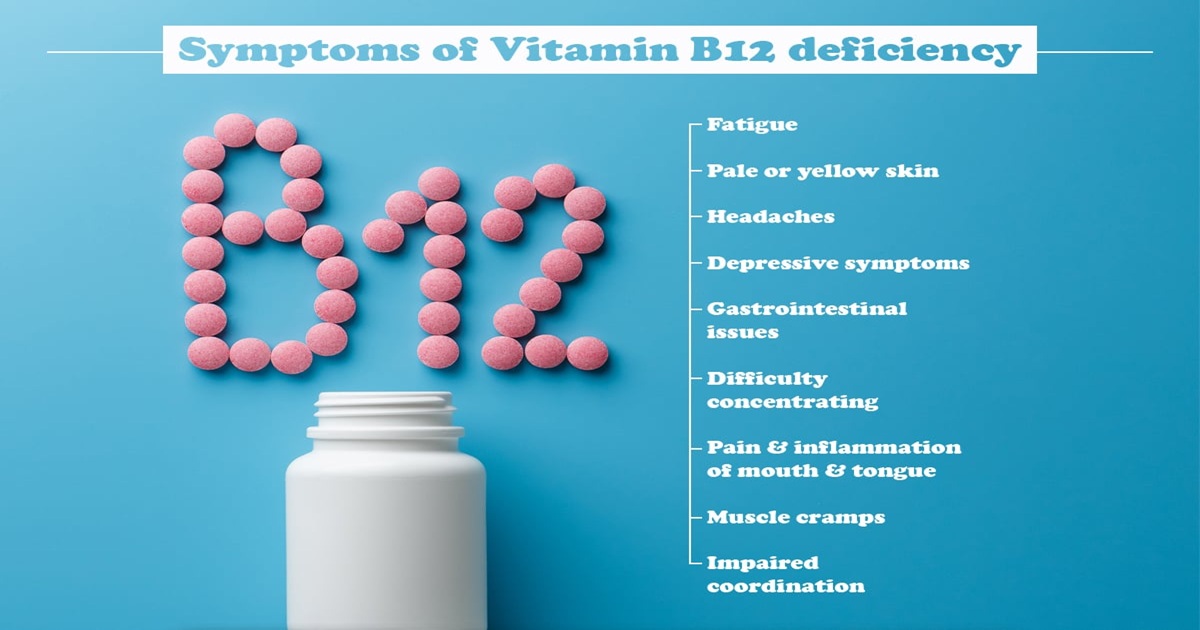 Symptoms of Vitamin B12 deficiency
B12
Fatigue
Pale or yellow skin
Headaches
Depressive symptoms
Gastrointestinal
issues
Difficulty
concentrating
Pain & inflammation
of mouth & tongue
Muscle cramps
Impaired
coordination